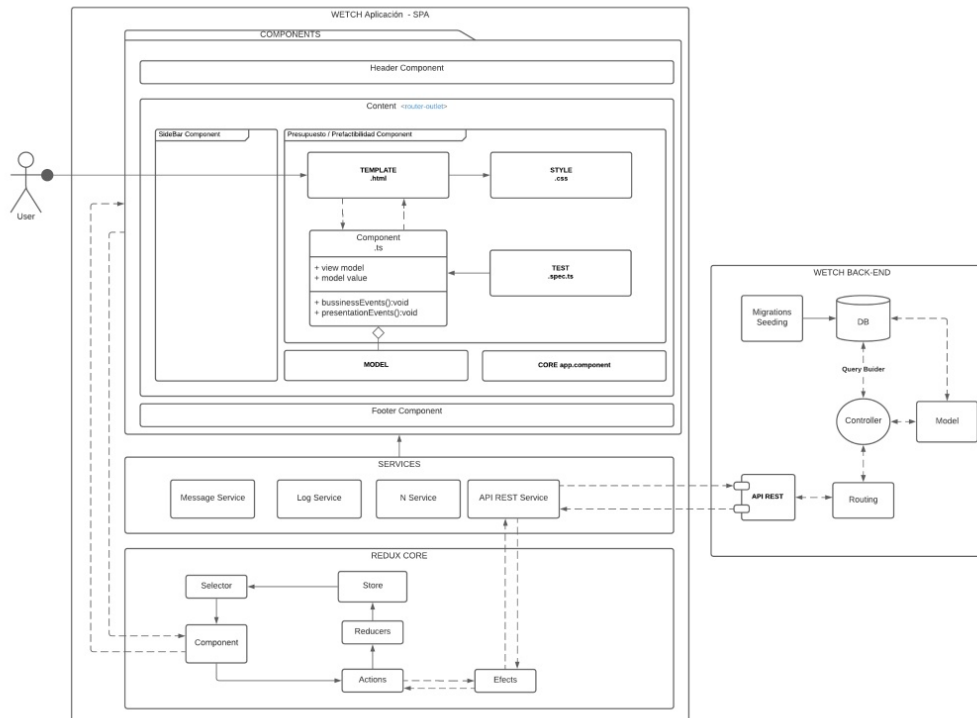 WETCH Aplicación - SPA
COMPONENTS
Header Component
Content <router-outlet>
SideBar Component
Presupuesto / Prefactibilidad Component
TEMPLATE
.html
STYLE
.css
User
Component
.ts
+ view model
+ model value
+ bussinessEvents():void
+ presentationEvents():void
TEST
.spec.ts
MODEL
CORE app.component
Footer Component
SERVICES
Message Service
Log Service
N Service
API REST Service
REDUX CORE
Selector
Store
Component
Reducers
Actions
Efects
WETCH BACK-END
Migrations
Seeding
DB
Query Buider
Controller
Model
API REST
Routing